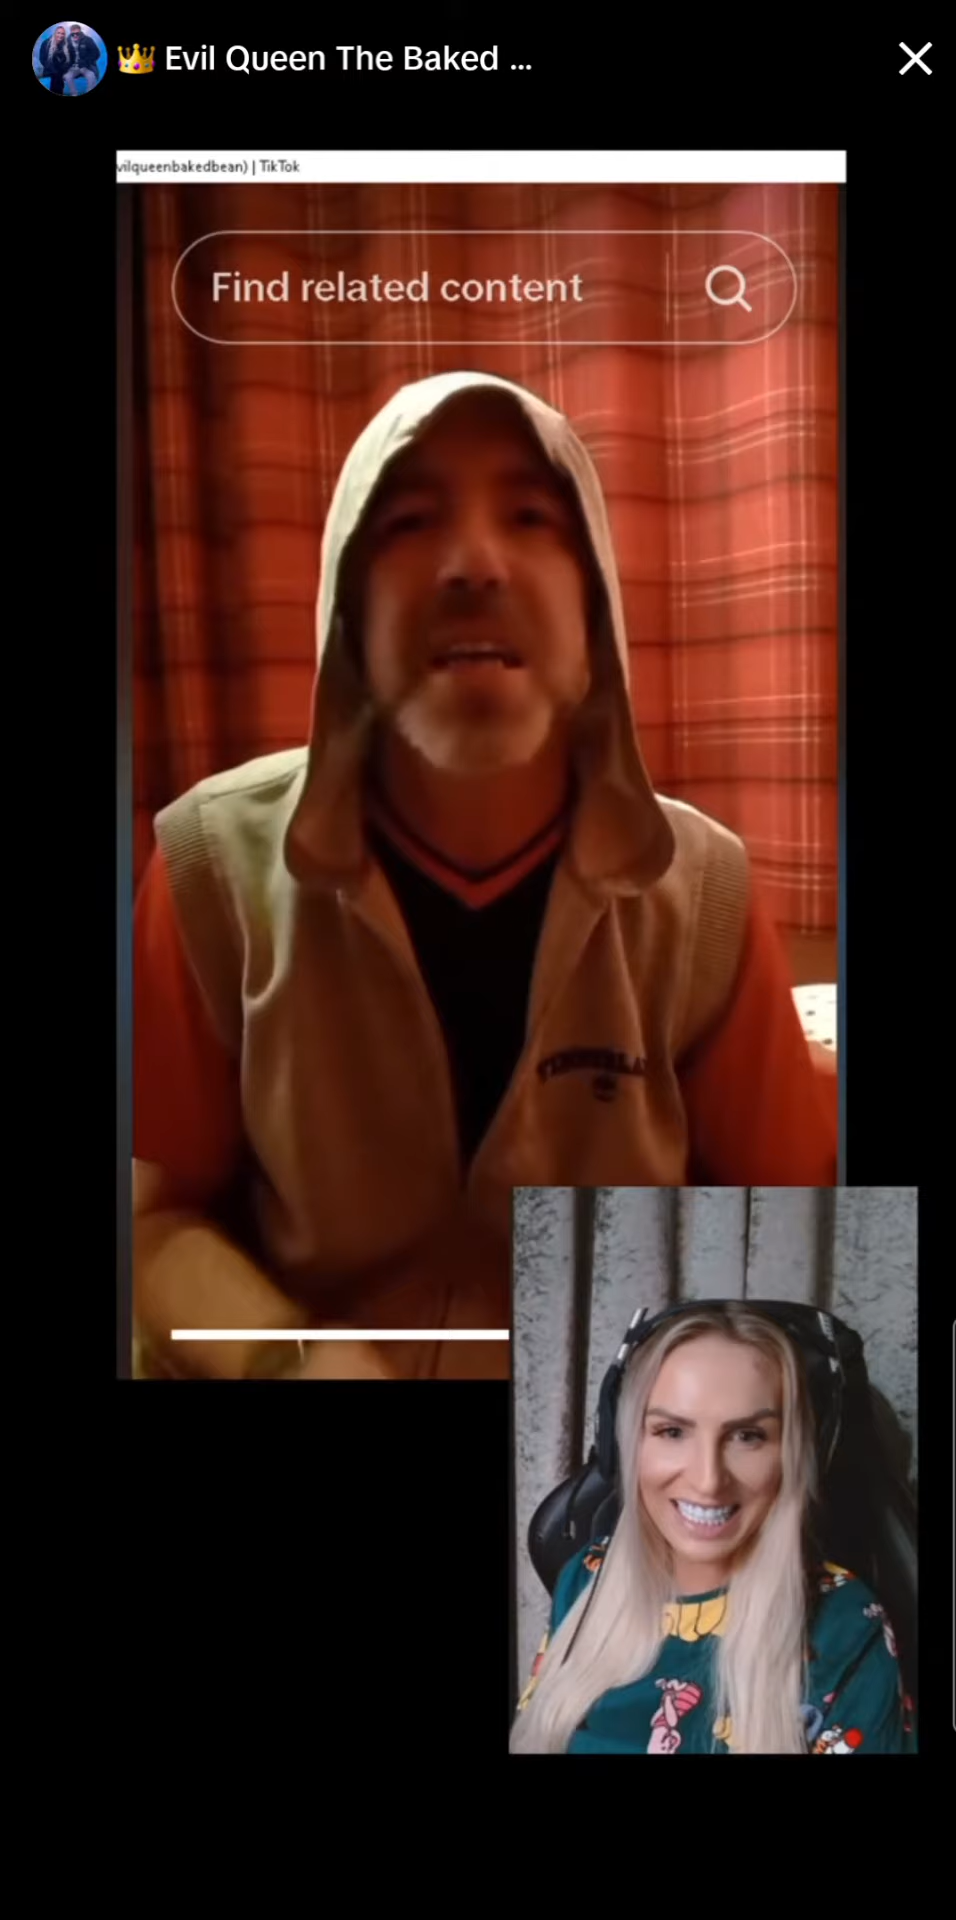 👑 Evil Queen The Baked ...
vilqueenbakedbean) | TikTok
Find related content